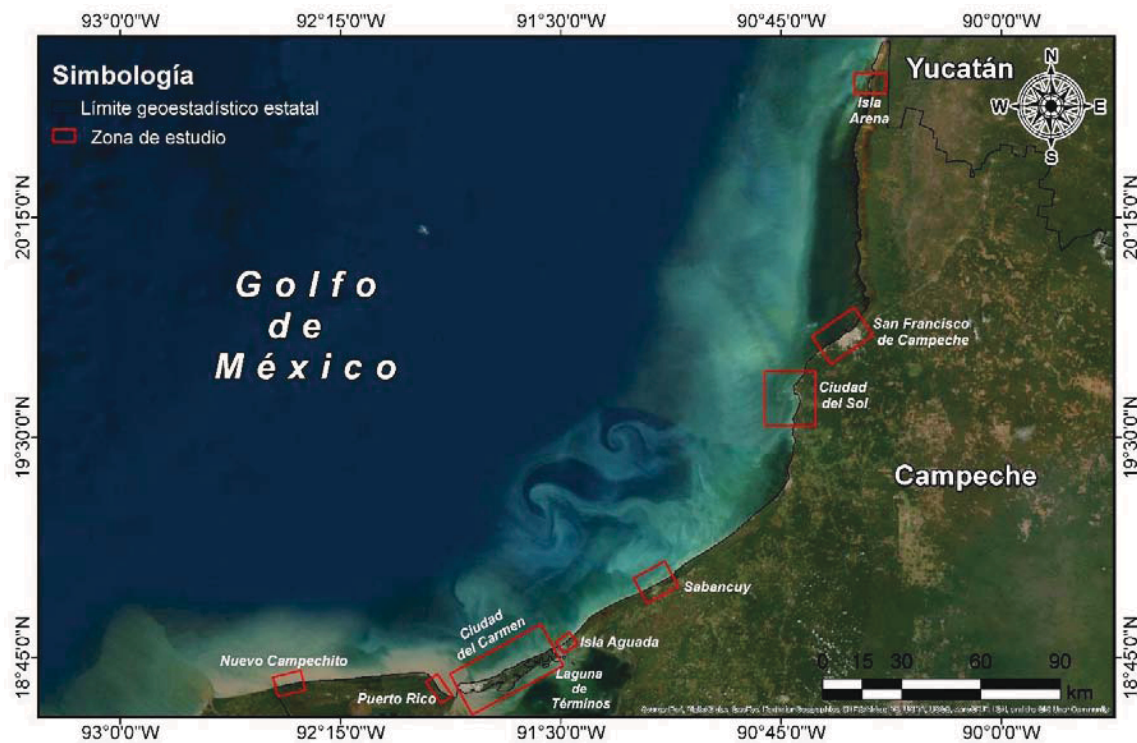 93°0'0"W
92°15'0"W
91°30'0"W
90°45'0"W
90°0'0"W
Simbología
Límite geoestadístico estatal
Zona de estudio
Yucatán
N
W
E
S
Isla
Arena
20°15'0"N
20°15'0"N
Golfo
de
México
San Francisco
de Campeche
Ciudad
del Sol
19°30'0"N
19°30'0"N
Campeche
Sabancuy
Ciudad
del Carmen
Isla Aguada
Nuevo Campechito
Laguna
de
Términos
Puerto Rico
18°45'0"N
18°45'0"N
0 15 30 60 90
km
93°0'0"W
92°15'0"W
91°30'0"W
90°45'0"W
90°0'0"W